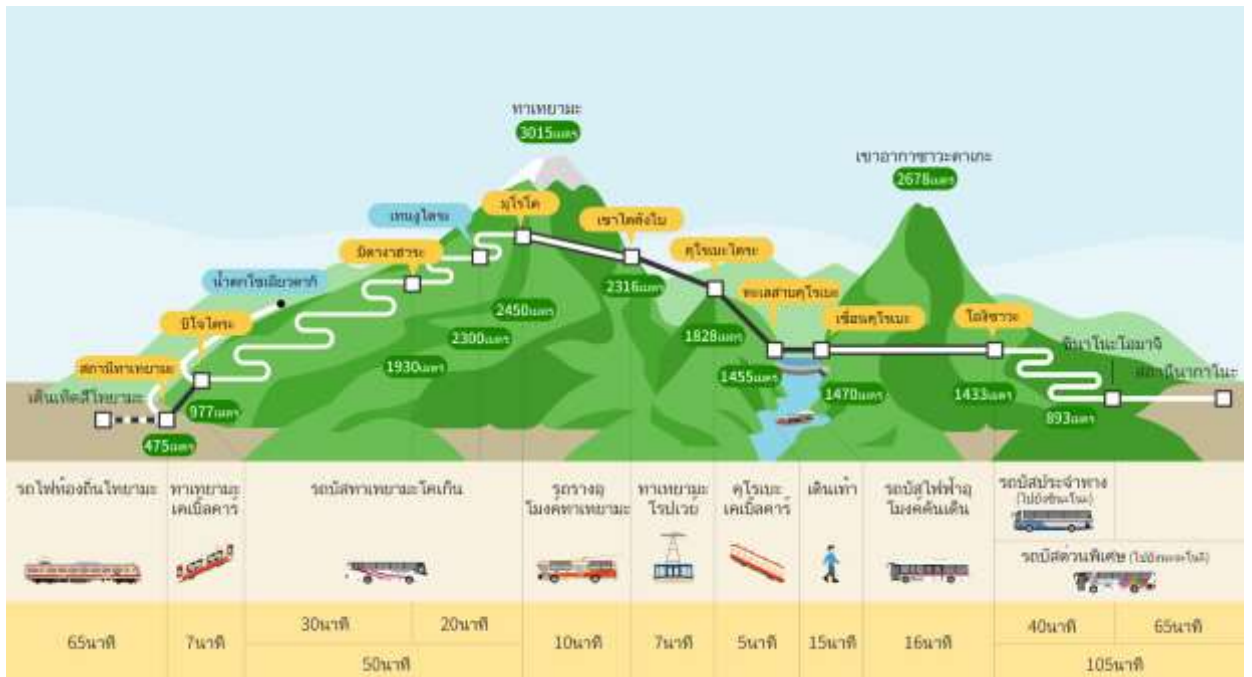 ทาเทยามะ
3015เมตร
เขาอากาซาวะดาเกะ
2678เมตร
เทนงูไดระ
มุโรโด
มิดางาฮาระ
ไดคังโบ
คุโรเบะไดระ
น้ำตก
บิโจไดระ
2450เมตร
2316เมตร
ทะเลสาบคุโรเบะ
2300เมตร
1828เมตร
เขื่อนคุโรเบะ
โอกิซาวะ
สถานีทาเทยามะ
1930เมตร
1455เมตร
ชินาโนะโอมาจิ
สถานีนากาโนะ
เด็นเท็ตสึโทยามะ
977เมตร
1470เมตร
1433เมตร
475เมตร
893เมตร
รถไฟท้องถิ่นโทยามะ
ทาเทยามะ
เคเบิ้ลคาร์
รถบัสทาเทยามะโคเก็น
รถรางอุ
โมงค์ทาเทยามะ
ทาเทยามะ
โรปเวย์
คุโรเบะ
เคเบิ้ลคาร์
เดินเท้า
รถบัสไฟฟ้าอุ
โมงค์คันเด็น
รถบัสประจำทาง
รถบัสด่วนพิเศษ
65นาที
7นาที
30นาที
20นาที
50นาที
10นาที
7นาที
5นาที
15นาที
16นาที
40นาที
65นาที
105นาที